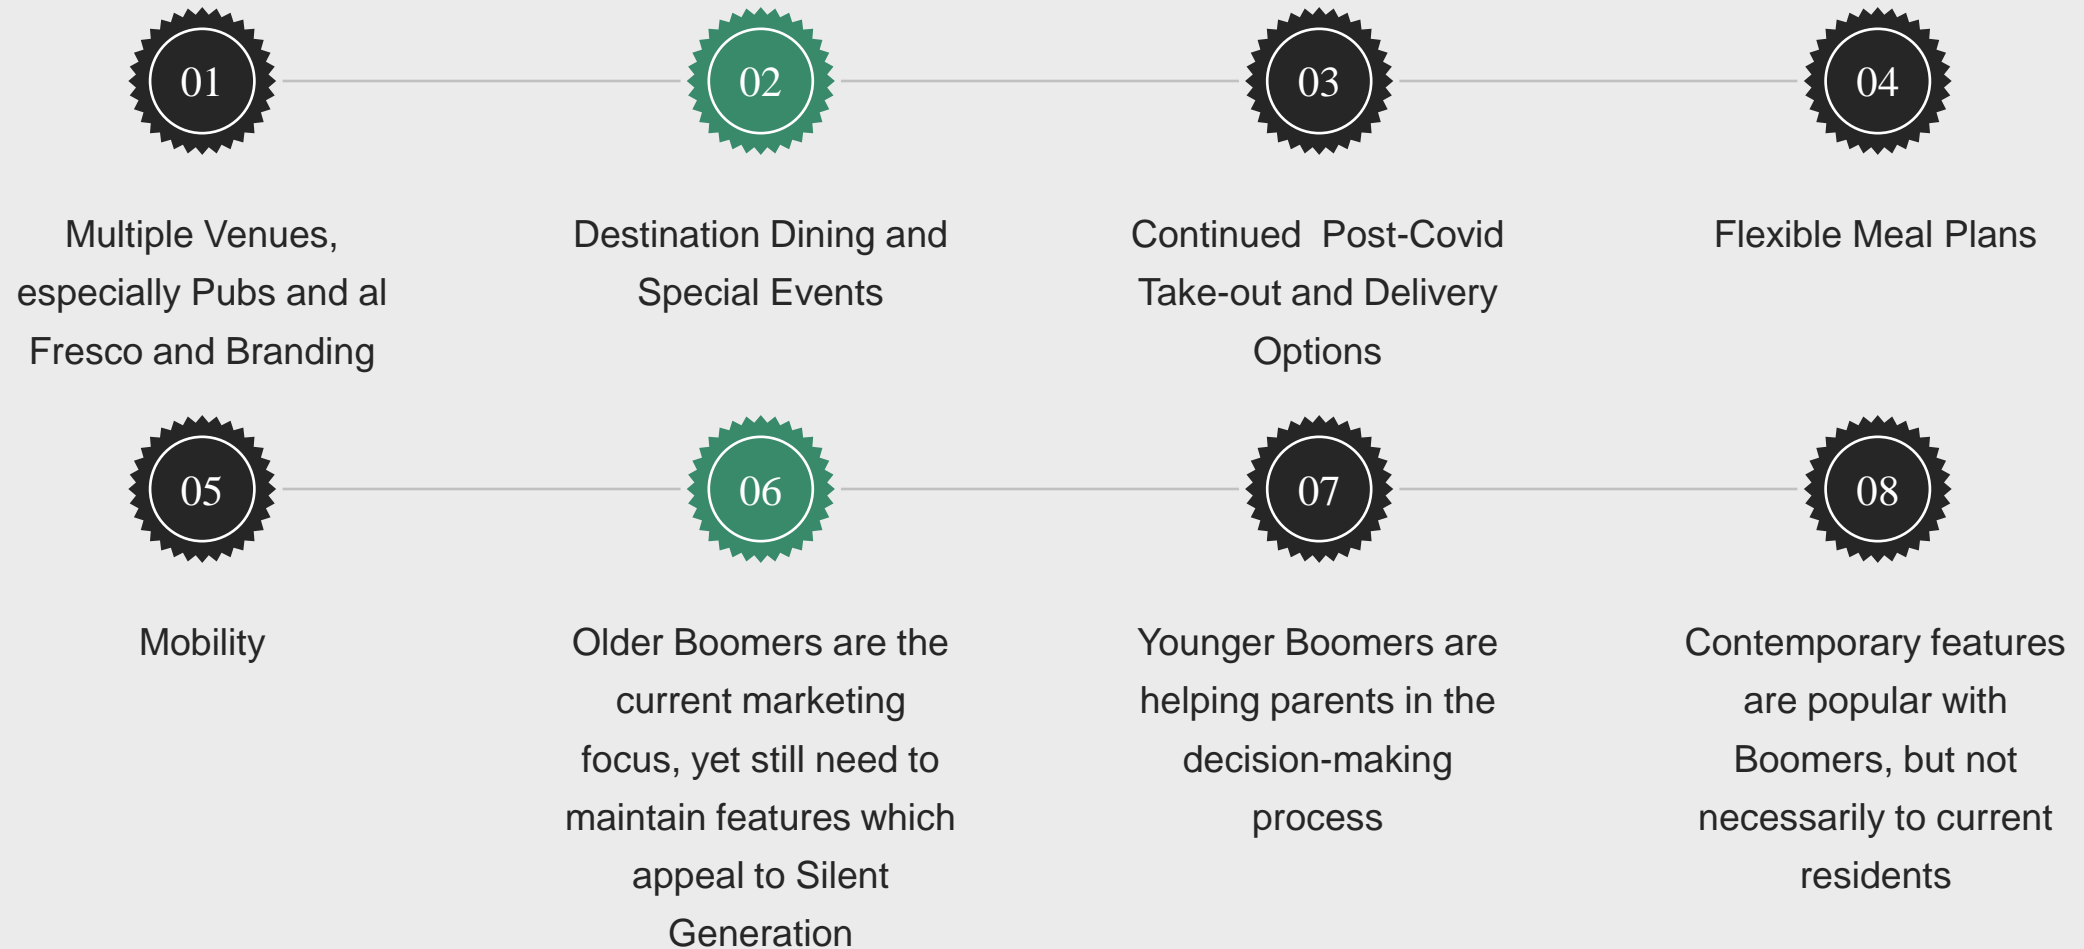 01
Multiple Venues,
especially Pubs and al
Fresco and Branding
02
Destination Dining and
Special Events
03
Continued  Post-Covid
Take-out and Delivery
Options
04
Flexible Meal Plans
05
Mobility
06
Older Boomers are the
current marketing
focus, yet still need to
maintain features which
appeal to Silent
Generation
07
Younger Boomers are
helping parents in the
decision-making
process
08
Contemporary features
are popular with
Boomers, but not
necessarily to current
residents